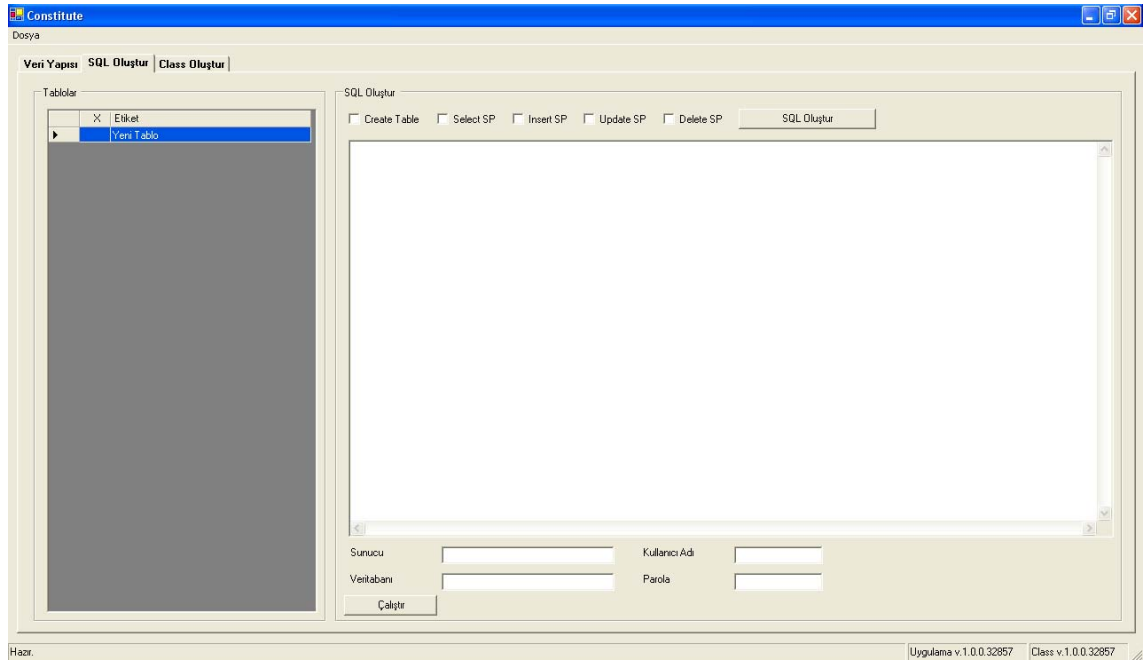 Constitute
Dosya
Veri Yapısı SQL Oluştur Class Oluştur
Tablolar
X Etiket
Yeni Tablo
SQL Oluştur
Create Table Select SP Insert SP Update SP Delete SP SQL Oluştur
Sunucu Kullanıcı Adı
Veritabanı Parola
Çalıştır
Hazır. Uygulama v.1.0.0.32857 Class v.1.0.0.32857